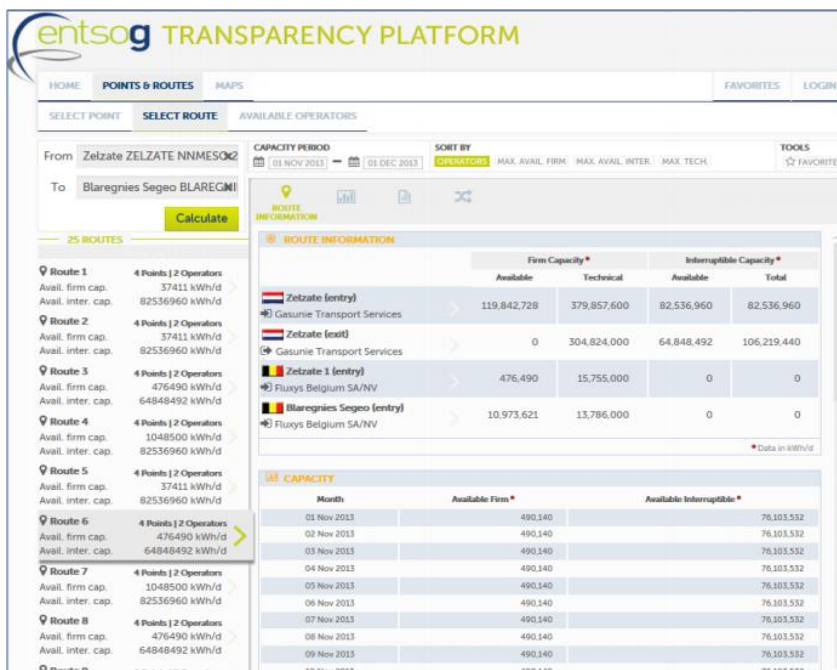 entsog TRANSPARENCY PLATFORM
HOME POINTS & ROUTES MAPS FAVORITES LOGIN
SELECT POINT SELECT ROUTE AVAILABLE OPERATORS
From Zelzate ZELZATE
To Blaregnies Segeo
Calculate
CAPACITY PERIOD
01 NOV 2013 01 DEC 2013
SORT BY
OPERATORS MAX. AVAIL. FIRM MAX. AVAIL. INTER. MAX. TECH.
TOOLS
FAVORITE
25 ROUTES
Route 1 4 Points | 2 Operators
Avail. firm cap. 37411 kWh/d
Avail. inter. cap. 82536960 kWh/d
Route 2 4 Points | 2 Operators
Avail. firm cap. 37411 kWh/d
Avail. inter. cap. 82536960 kWh/d
Route 3 4 Points | 2 Operators
Avail. firm cap. 476490 kWh/d
Avail. inter. cap. 64848492 kWh/d
Route 4 4 Points | 2 Operators
Avail. firm cap. 1048500 kWh/d
Avail. inter. cap. 82536960 kWh/d
Route 5 4 Points | 2 Operators
Avail. firm cap. 37411 kWh/d
Avail. inter. cap. 82536960 kWh/d
Route 6 4 Points | 2 Operators
Avail. firm cap. 476490 kWh/d
Avail. inter. cap. 64848492 kWh/d
Route 7 4 Points | 2 Operators
Avail. firm cap. 1048500 kWh/d
Avail. inter. cap. 82536960 kWh/d
Route 8 4 Points | 2 Operators
Avail. firm cap. 476490 kWh/d
Avail. inter. cap. 64848492 kWh/d
ROUTE
INFORMATION
ROUTE INFORMATION
Firm Capacity * Interruptible Capacity *
Available Technical Available Total
Zelzate (entry)
Gasunie Transport Services
119,842,728 379,857,600 82,536,960 82,536,960
Zelzate (exit)
Gasunie Transport Services
0 304,824,000 64,848,492 106,219,440
Zelzate 1 (entry)
Fluxys Belgium SA/NV
476,490 15,755,000 0 0
Blaregnies Segeo (entry)
Fluxys Belgium SA/NV
10,973,621 13,786,000 0 0
* Data in kWh/d
CAPACITY
Month Available Firm * Available Interruptible *
01 Nov 2013 490,140 76,103,532
02 Nov 2013 490,140 76,103,532
03 Nov 2013 490,140 76,103,532
04 Nov 2013 490,140 76,103,532
05 Nov 2013 490,140 76,103,532
06 Nov 2013 490,140 76,103,532
07 Nov 2013 490,140 76,103,532
08 Nov 2013 490,140 76,103,532
09 Nov 2013 490,140 76,103,532